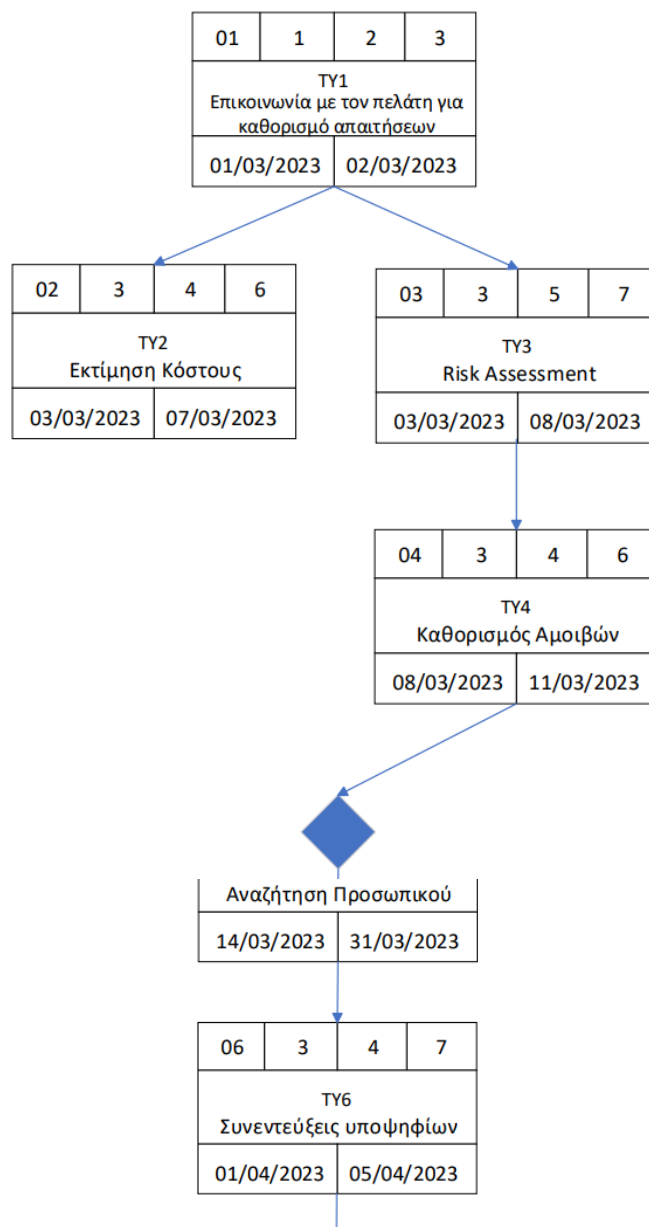 01 1 2 3
ΤΥ1
Επικοινωνία με τον πελάτη για
καθορισμό απαιτήσεων
01/03/2023 02/03/2023
02 3 4 6
ΤΥ2
Εκτίμηση Κόστους
03/03/2023 07/03/2023
03 3 5 7
ΤΥ3
Risk Assessment
03/03/2023 08/03/2023
04 3 4 6
ΤΥ4
Καθορισμός Αμοιβών
08/03/2023 11/03/2023
Αναζήτηση Προσωπικού
14/03/2023 31/03/2023
06 3 4 7
ΤΥ6
Συνεντεύξεις υποψηφίων
01/04/2023 05/04/2023